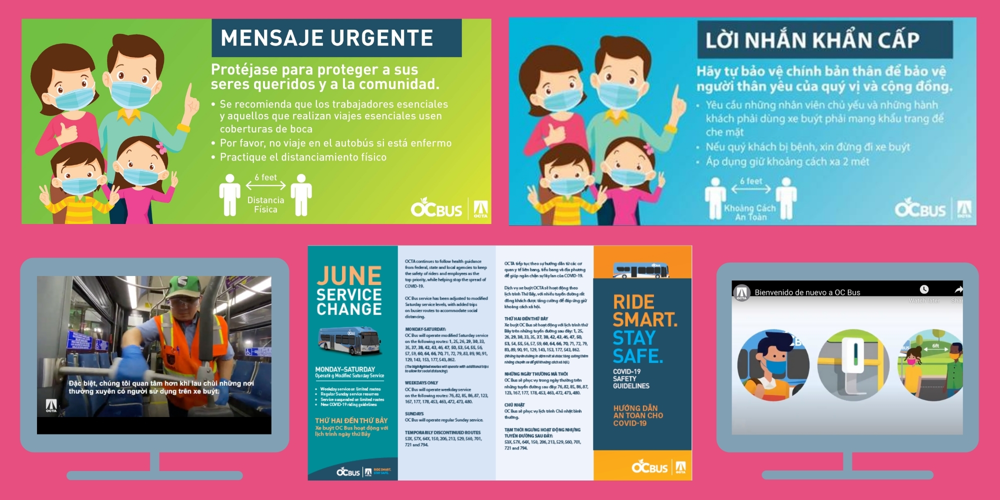 MENSAJE URGENTE
Protéjase para proteger a sus
seres queridos y a la comunidad.
• Se recomienda que los trabajadores esenciales
y aquellos que realizan viajes esenciales usen
coberturas de boca
• Por favor, no viaje en el autobús si está enfermo
• Practique el distanciamiento físico
6 feet
Distancia
Física
OC BUS
OCTA
LỜI NHẮN KHẨN CẤP
Hãy tự bảo vệ chính bản thân để bảo vệ
người thân yêu của quý vị và cộng đồng.
• Yêu cầu những nhân viên chủ yếu và những hành
khách phải dùng xe buýt phải mang khẩu trang để
che mặt
• Nếu quý khách bị bệnh, xin đừng đi xe buýt
• Áp dụng giữ khoảng cách xa 2 mét
6 feet
Khoảng Cách
An Toàn
OC BUS
OCTA
Đặc biệt, chúng tôi quan tâm hơn khi lau chùi những nơi
thường xuyên có người sử dụng trên xe buýt.
OCTA
JUNE
SERVICE
CHANGE
MONDAY–SATURDAY
Operating Modified Saturday Service
• Weekday service on limited routes
• Regular Sunday service resumes
• Service suspended on limited routes
• New COVID-19 riding guidelines
THỨ HAI ĐẾN THỨ BẢY
Xe buýt OC Bus hoạt động với
lịch trình ngày thứ Bảy
OC BUS
RIDE SMART.
STAY SAFE.
OCTA continues to follow health guidance
from federal, state and local agencies to keep
the safety of riders and employees as the
top priority, while helping stop the spread of
COVID-19.
OC Bus service has been adjusted to modified
Saturday service levels, with added trips
on busier routes to accommodate social
distancing.
MONDAY-SATURDAY:
OC Bus will operate modified Saturday service
on the following routes: 1, 25, 26, 29, 30, 33,
35, 37, 38, 42, 43, 46, 47, 50, 53, 54, 55, 56,
57, 59, 60, 64, 66, 70, 71, 72, 79, 83, 89, 90, 91,
129, 143, 153, 177, 543, 862.
(The highlighted routes will operate with additional trips
to allow for social distancing)
WEEKDAYS ONLY
OC Bus will operate weekday service
on the following routes: 76, 82, 85, 86, 87, 123,
167, 177, 178, 453, 463, 472, 473, 480.
SUNDAYS
OC Bus will operate regular Sunday service.
TEMPORARILY DISCONTINUED ROUTES
53X, 57X, 64X, 150, 206, 213, 529, 560, 701,
721 and 794.
OCTA tiếp tục theo sự hướng dẫn từ các cơ
quan y tế liên bang, tiểu bang và địa phương
để giúp ngăn chặn sự lây lan của COVID-19.
Dịch vụ xe buýt OCTA sẽ hoạt động theo
lịch trình Thứ Bảy, với nhiều tuyến đường rất
đông khách được tăng cường để đáp ứng giữ
khoảng cách xã hội.
THỨ HAI ĐẾN THỨ BẢY
Xe buýt OC Bus sẽ hoạt động với lịch trình thứ
Bảy trên những tuyến đường sau đây: 1, 25,
26, 29, 30, 33, 35, 37, 38, 42, 43, 46, 47, 50,
53, 54, 55, 56, 57, 59, 60, 64, 66, 70, 71, 72, 79,
83, 89, 90, 91, 129, 143, 153, 177, 543, 862.
(Những tuyến đường in đậm nét sẽ được tăng cường thêm
những chuyến xe để giữ khoảng cách xã hội.)
NHỮNG NGÀY THƯỜNG MÀ THÔI
OC Bus sẽ phục vụ trong ngày thường trên
những tuyến đường sau đây: 76, 82, 85, 86, 87,
123, 167, 177, 178, 453, 463, 472, 473, 480.
CHỦ NHẬT
OC Bus sẽ phục vụ lịch trình Chủ nhật bình
thường.
TẠM THỜI NGƯNG HOẠT ĐỘNG NHỮNG
TUYẾN ĐƯỜNG SAU ĐÂY:
53X, 57X, 64X, 150, 206, 213, 529, 560, 701,
721 and 794.
RIDE
SMART.
STAY
SAFE.
COVID-19
SAFETY
GUIDELINES
HƯỚNG DẪN
AN TOÀN CHO
COVID-19
OC BUS
OCTA
OCTA
Bienvenido de nuevo a OC Bus
Watch later
Shar
BUS
6ft